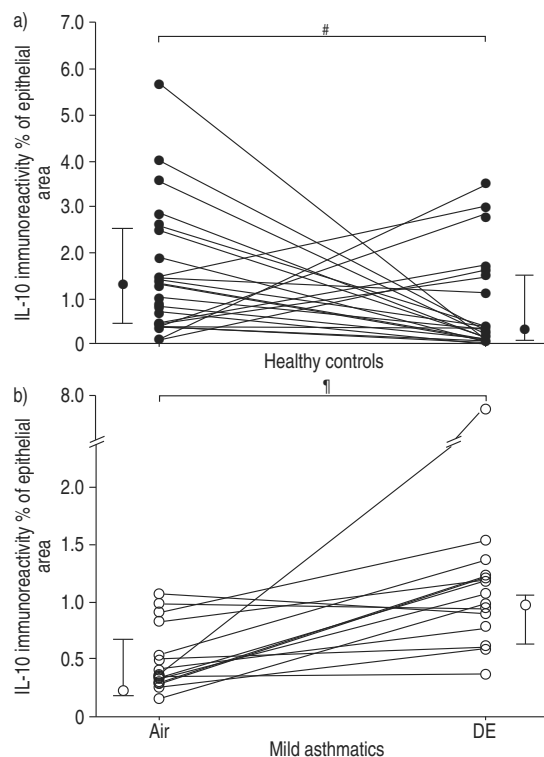 a)
#
7.0
6.0
5.0
4.0
3.0
2.0
1.0
0
IL-10 immunoreactivity % of epithelial
area
Healthy controls
b)
¶
8.0
2.0
1.5
1.0
0.5
0
IL-10 immunoreactivity % of epithelial
area
Air
DE
Mild asthmatics